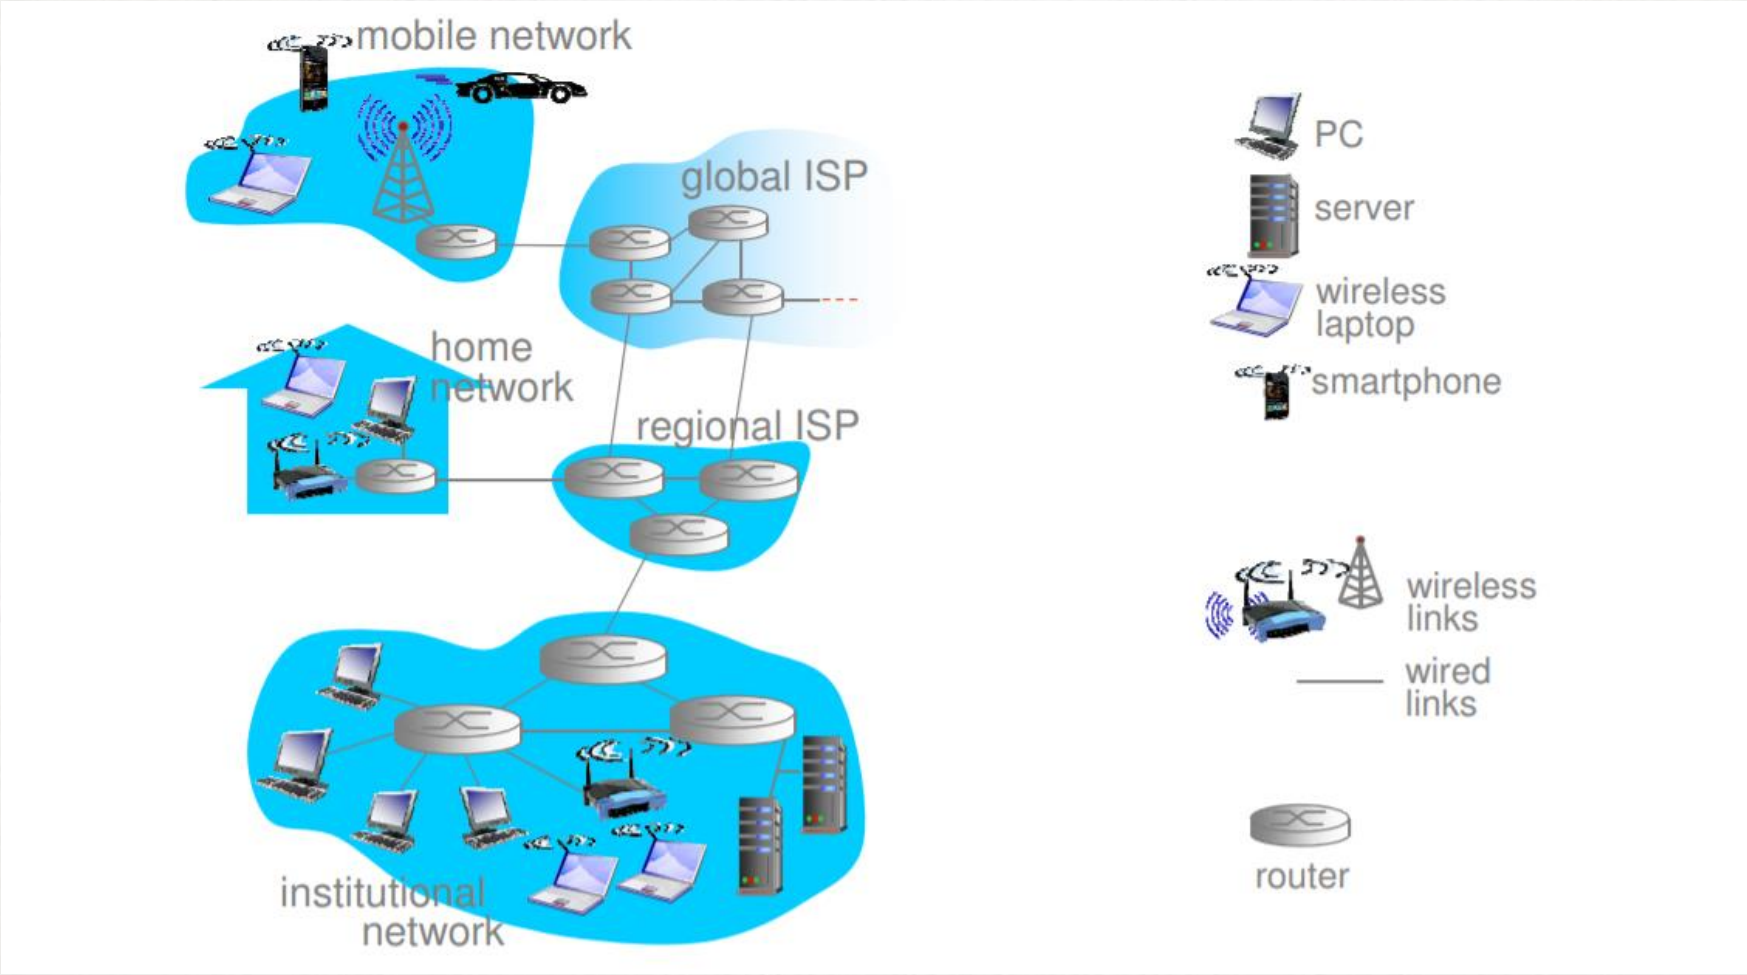 mobile network
global ISP
home
network
regional ISP
institutional
network
PC
server
wireless
laptop
smartphone
wireless
links
wired
links
router